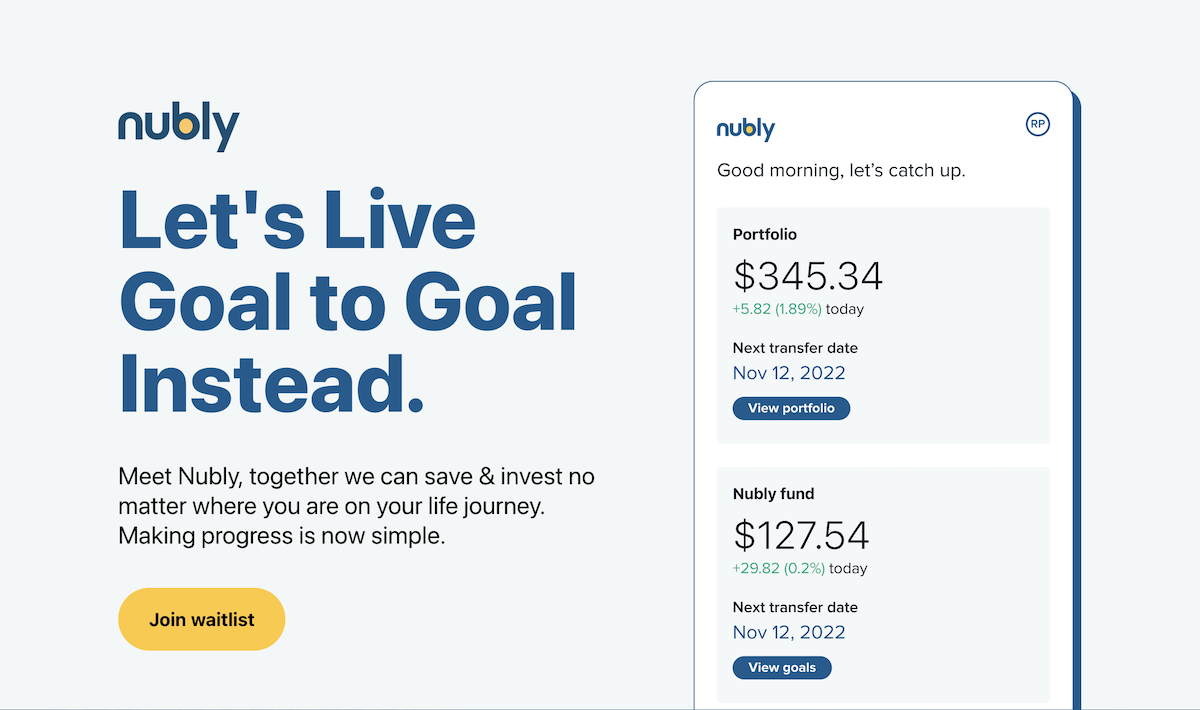 nubly
Let's Live
Goal to Goal
Instead.
Meet Nubly, together we can save & invest no
matter where you are on your life journey.
Making progress is now simple.
Join waitlist
nubly
RP
Good morning, let’s catch up.
Portfolio
$345.34
+5.82 (1.89%) today
Next transfer date
Nov 12, 2022
View portfolio
Nubly fund
$127.54
+29.82 (0.2%) today
Next transfer date
Nov 12, 2022
View goals